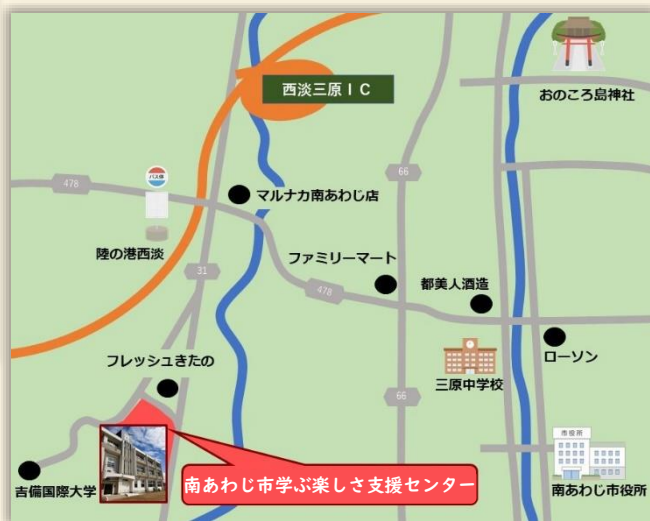 西淡三原IC
おのころ島神社
478
バス停
マルナカ南あわじ店
66
陸の港西淡
ファミリーマート
31
478
都美人酒造
フレッシュきたの
ローソン
三原中学校
66
市役所
吉備国際大学
南あわじ市学ぶ楽しさ支援センター
南あわじ市役所